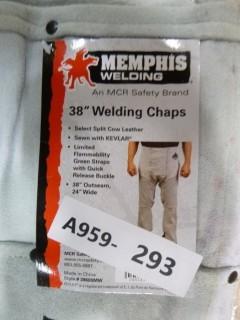 MEMPHIS
WELDING
An MCR Safety Brand
38" Welding Chaps
• Select Split Cow Leather
• Sewn with KEVLAR®
• Limited
Flammability
Green Straps
with Quick
Release Buckle
• 38" Outseam,
24" Wide
A959- 293
MCR Safety
Made in China